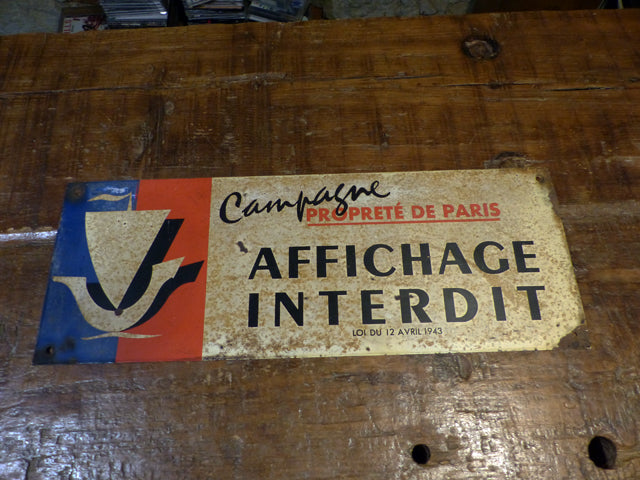 Campagne
PROPRETÉ DE PARIS
AFFICHAGE
INTERDIT
LOI DU 12 AVRIL 1943